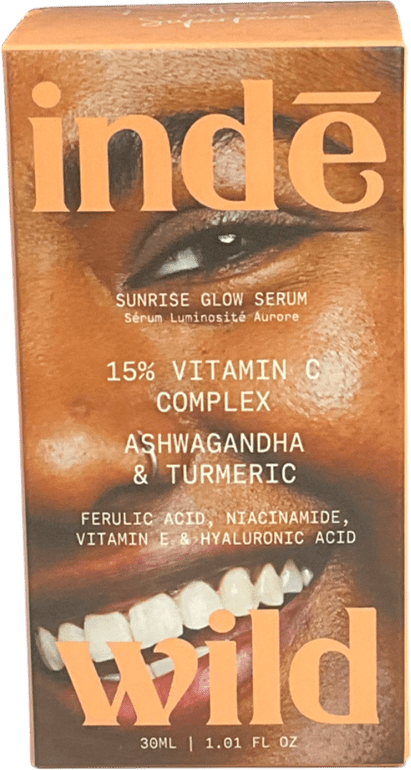 indē
SUNRISE GLOW SERUM
Sérum Luminosité Aurore
15% VITAMIN C
COMPLEX
ASHWAGANDHA
& TURMERIC
FERULIC ACID, NIACINAMIDE,
VITAMIN E & HYALURONIC ACID
wild
30ML | 1.01 FL OZ